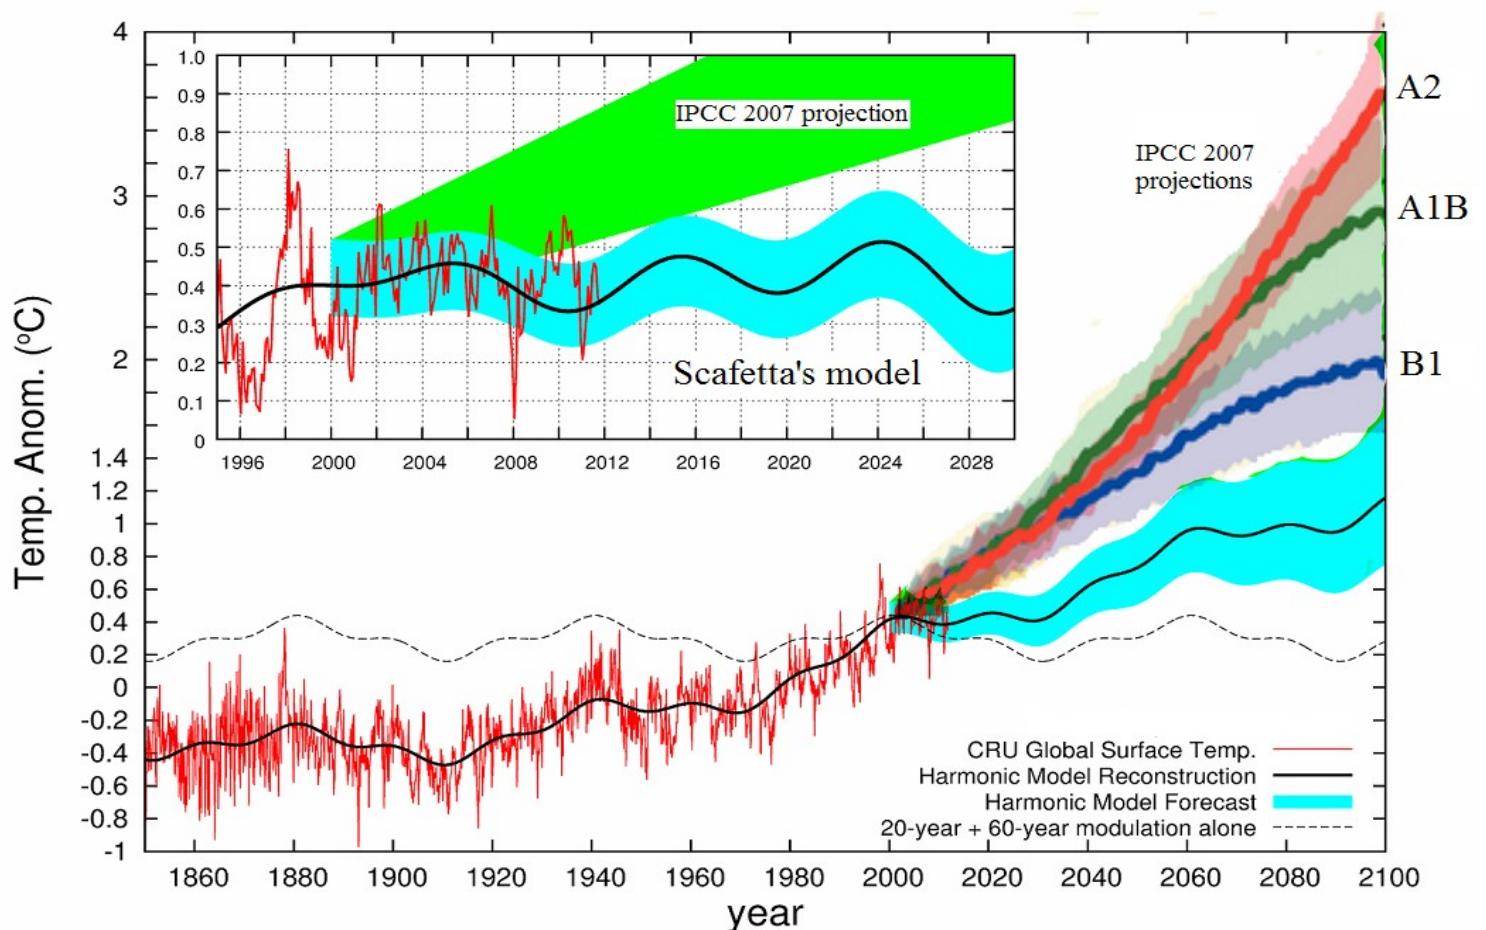 4
3
2
1.4
1.2
1
0.8
0.6
0.4
0.2
0
-0.2
-0.4
-0.6
-0.8
-1
Temp. Anom. (ºC)
1.0
0.9
0.8
0.7
0.6
0.5
0.4
0.3
0.2
0.1
0
IPCC 2007 projection
Scafetta's model
1996 2000 2004 2008 2012 2016 2020 2024 2028
IPCC 2007
projections
A2
A1B
B1
CRU Global Surface Temp.
Harmonic Model Reconstruction
Harmonic Model Forecast
20-year + 60-year modulation alone
1860 1880 1900 1920 1940 1960 1980 2000 2020 2040 2060 2080 2100
year